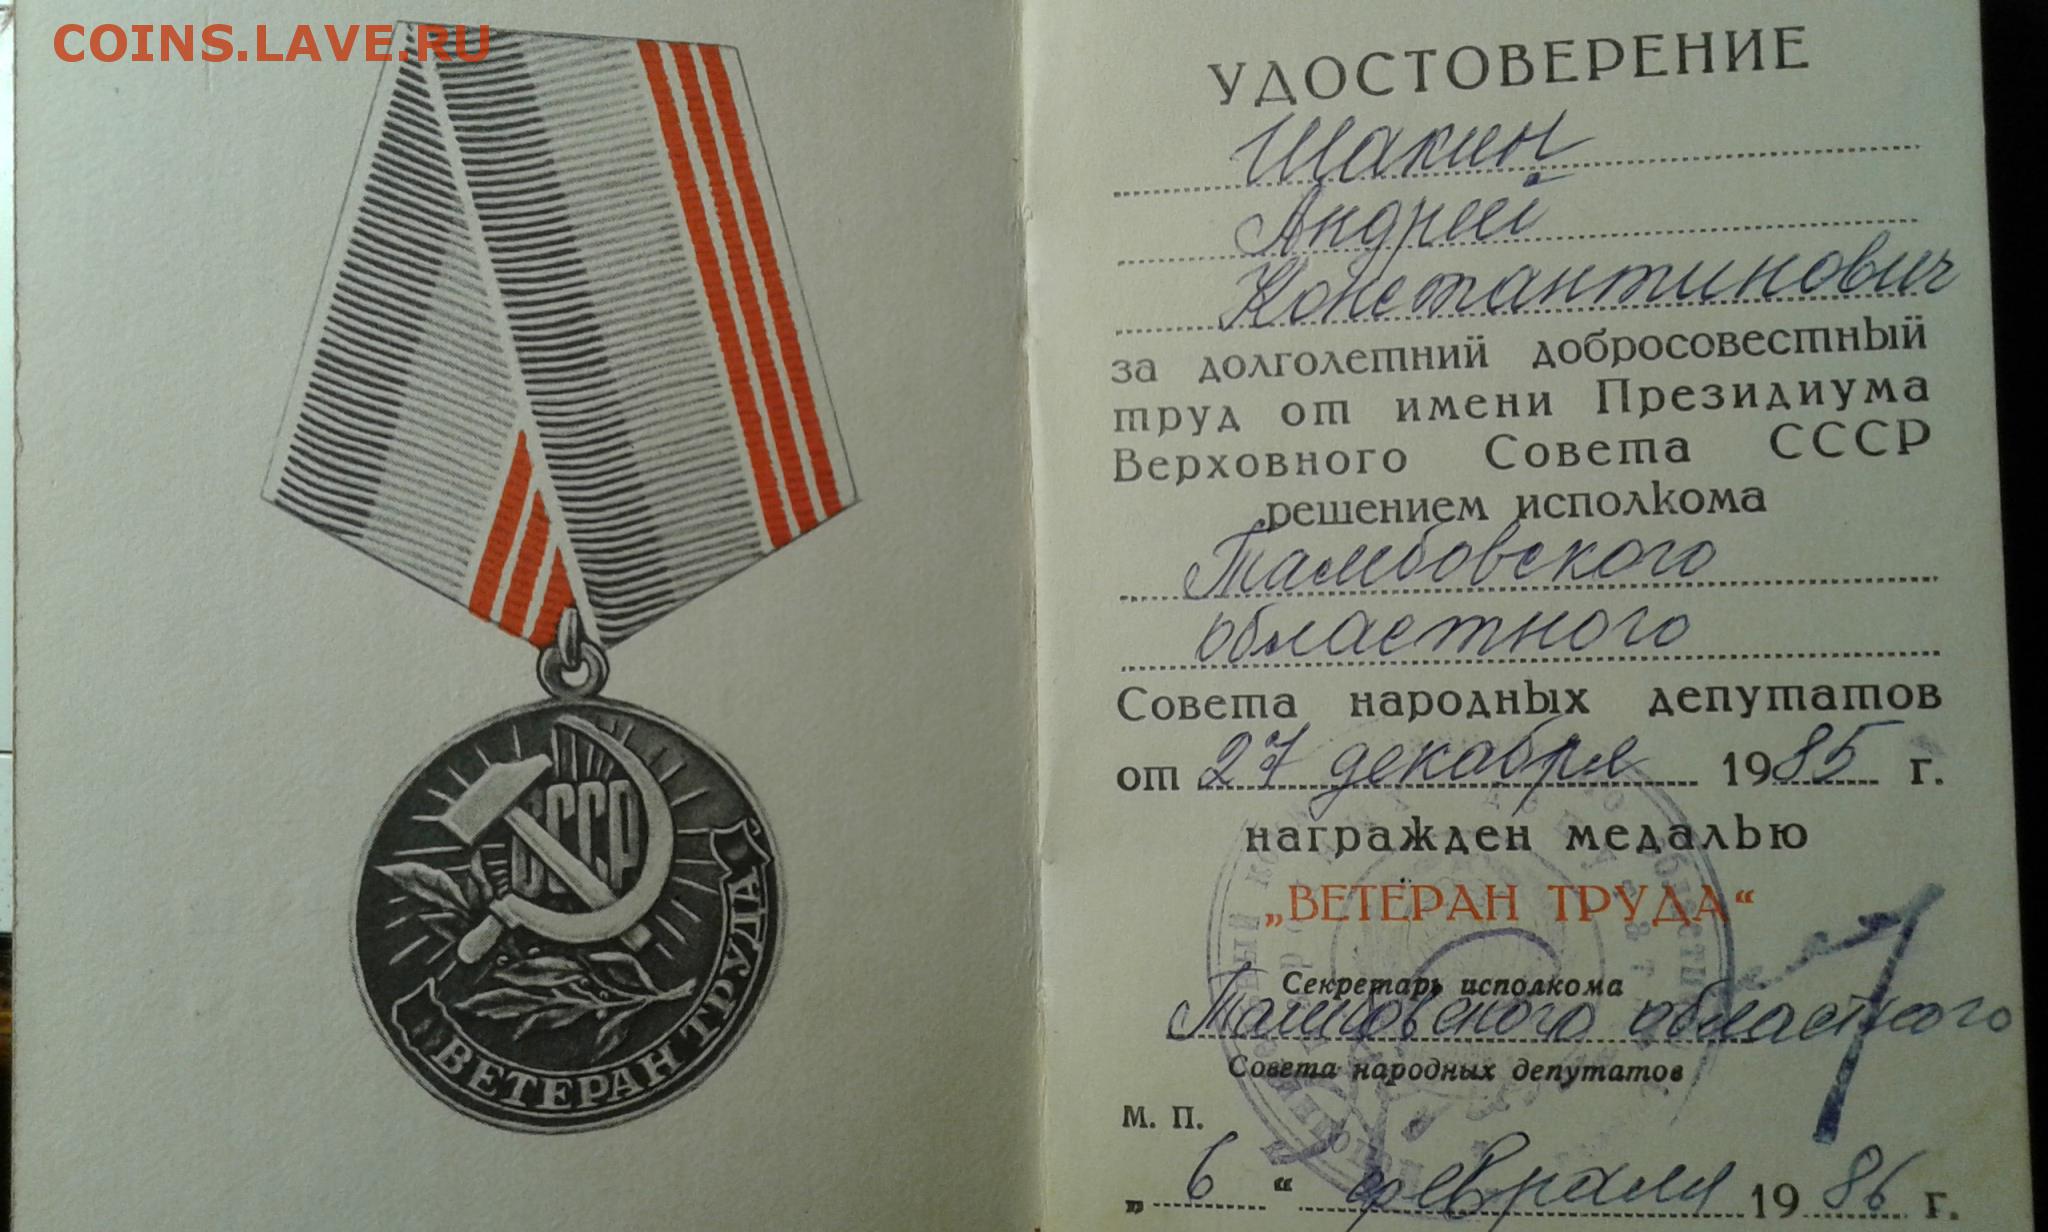 COINS.LAVE.RU
СССР
ВЕТЕРАН ТРУДА
УДОСТОВЕРЕНИЕ
Шакин
Андрей
Константинович
за долголетний добросовестный
труд от имени Президиума
Верховного Совета СССР
решением исполкома
Тамбовского
областного
Совета народных депутатов
от 27 декабря 1985 г.
награжден медалью
„ВЕТЕРАН ТРУДА“
Секретарь исполкома
Тамбовского областного
Совета народных депутатов
М. П.
„ 6 “ февраля 1986 г.